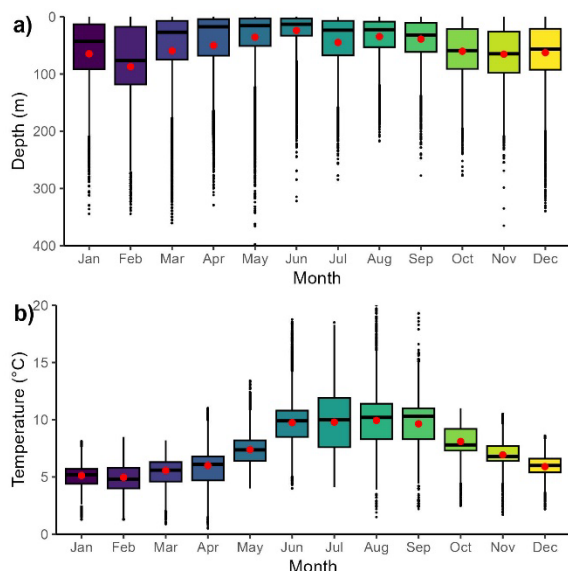 a)
0
100
200
300
400
Depth (m)
Jan Feb Mar Apr May Jun Jul Aug Sep Oct Nov Dec
Month
b)
20
15
10
5
0
Temperature (°C)
Jan Feb Mar Apr May Jun Jul Aug Sep Oct Nov Dec
Month